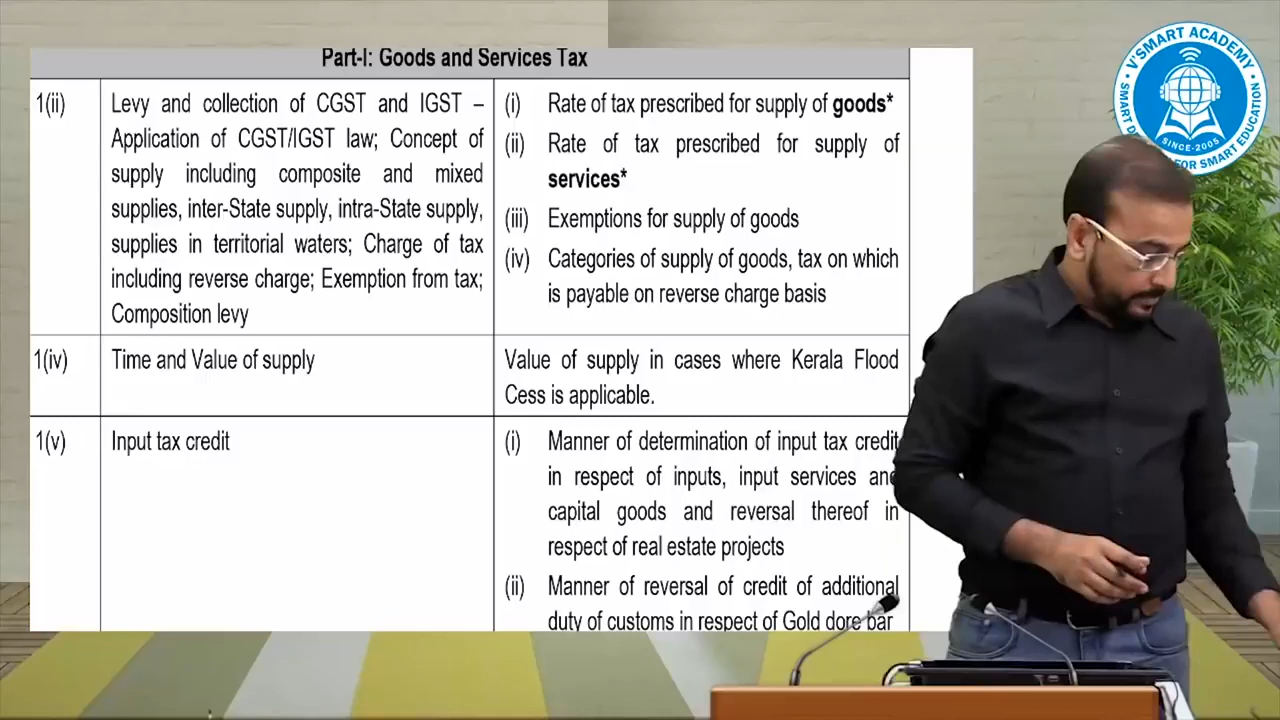 Part-I: Goods and Services Tax
1(ii)
Levy and collection of CGST and IGST –
Application of CGST/IGST law; Concept of
supply including composite and mixed
supplies, inter-State supply, intra-State supply,
supplies in territorial waters; Charge of tax
including reverse charge; Exemption from tax;
Composition levy
(i) Rate of tax prescribed for supply of goods*
(ii) Rate of tax prescribed for supply of
services*
(iii) Exemptions for supply of goods
(iv) Categories of supply of goods, tax on which
is payable on reverse charge basis
1(iv)
Time and Value of supply
Value of supply in cases where Kerala Flood
Cess is applicable.
1(v)
Input tax credit
(i) Manner of determination of input tax credit
in respect of inputs, input services and
capital goods and reversal thereof in
respect of real estate projects
(ii) Manner of reversal of credit of additional
duty of customs in respect of Gold dore bar
V'SMART ACADEMY
SMART
FOR SMART EDUCATION
SINCE-2005